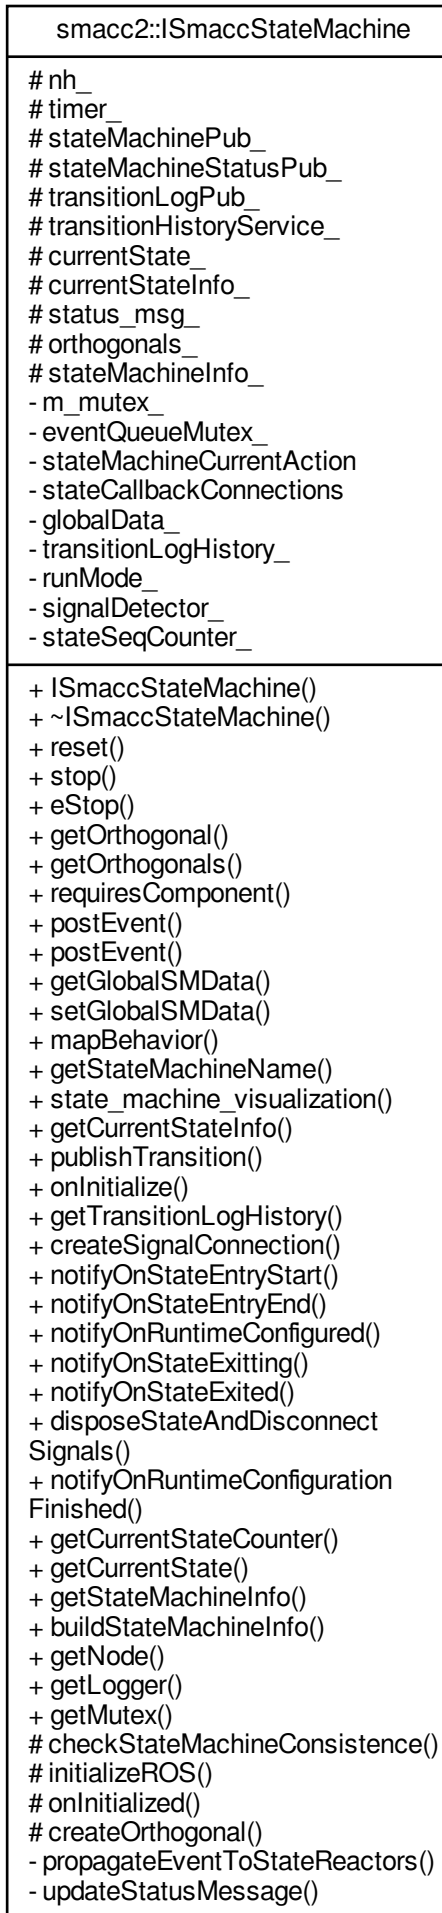 smacc2::ISmaccStateMachine
# nh_
# timer_
# stateMachinePub_
# stateMachineStatusPub_
# transitionLogPub_
# transitionHistoryService_
# currentState_
# currentStateInfo_
# status_msg_
# orthogonals_
# stateMachineInfo_
- m_mutex_
- eventQueueMutex_
- stateMachineCurrentAction
- stateCallbackConnections
- globalData_
- transitionLogHistory_
- runMode_
- signalDetector_
- stateSeqCounter_
+ ISmaccStateMachine()
+ ~ISmaccStateMachine()
+ reset()
+ stop()
+ eStop()
+ getOrthogonal()
+ getOrthogonals()
+ requiresComponent()
+ postEvent()
+ postEvent()
+ getGlobalSMData()
+ setGlobalSMData()
+ mapBehavior()
+ getStateMachineName()
+ state_machine_visualization()
+ getCurrentStateInfo()
+ publishTransition()
+ onInitialize()
+ getTransitionLogHistory()
+ createSignalConnection()
+ notifyOnStateEntryStart()
+ notifyOnStateEntryEnd()
+ notifyOnRuntimeConfigured()
+ notifyOnStateExitting()
+ notifyOnStateExited()
+ disposeStateAndDisconnect
Signals()
+ notifyOnRuntimeConfiguration
Finished()
+ getCurrentStateCounter()
+ getCurrentState()
+ getStateMachineInfo()
+ buildStateMachineInfo()
+ getNode()
+ getLogger()
+ getMutex()
# checkStateMachineConsistence()
# initializeROS()
# onInitialized()
# createOrthogonal()
- propagateEventToStateReactors()
- updateStatusMessage()